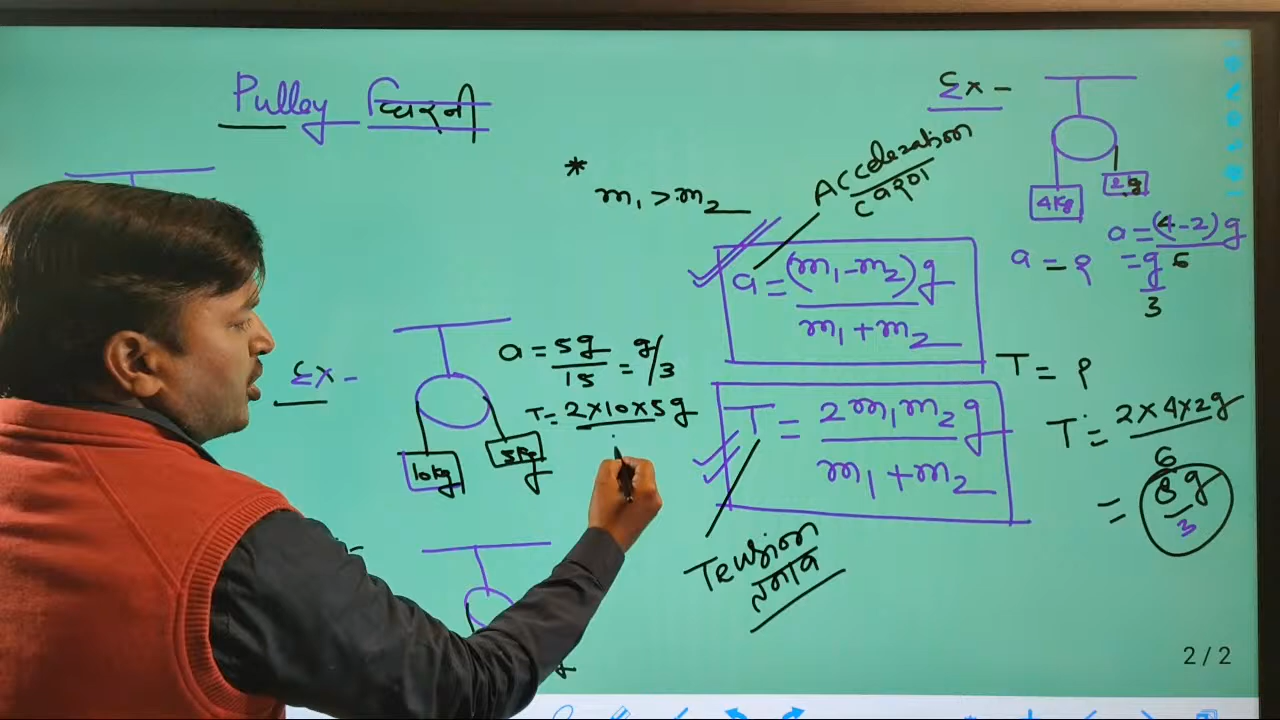 Pulley घिरनी
* m₁ > m₂
Acceleration
त्वरण
a = (m₁-m₂)g / m₁+m₂
T = 2m₁m₂g / m₁+m₂
Tension
तनाव
Ex -
4Kg
a = ?
a = (4-2)g / 6
= g / 3
T = ?
T = 2×4×2g / 6
= 8g / 3
Ex -
10kg
5Kg
a = 5g / 15 = g/3
T = 2×10×5g
2/2